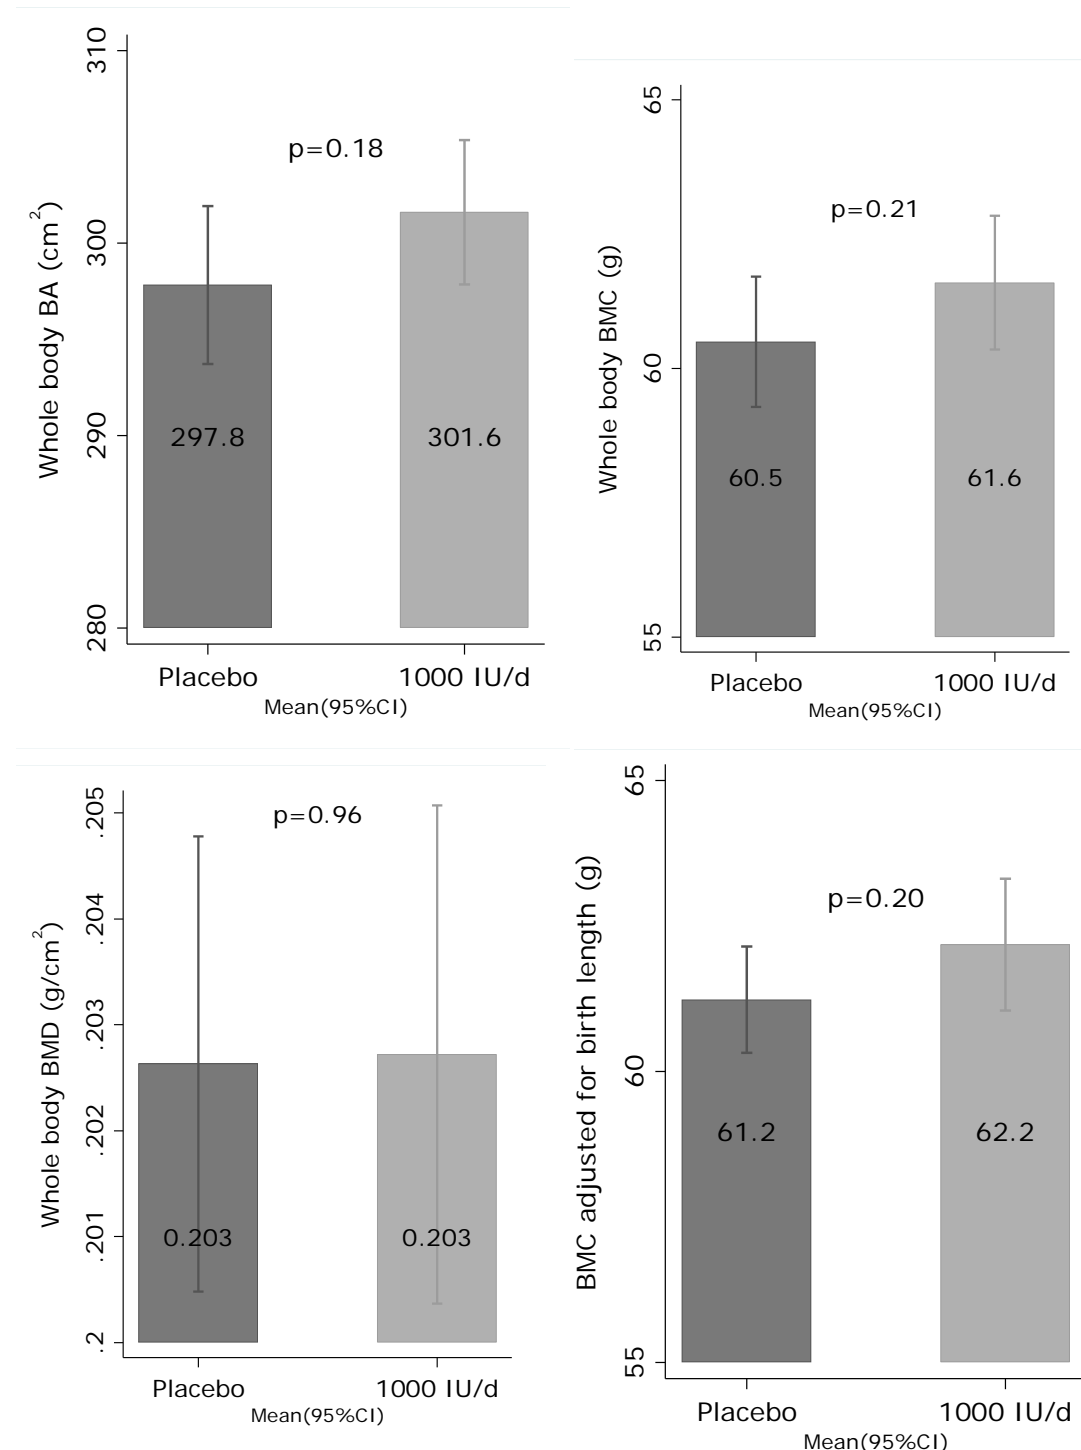 310
300
290
280
Whole body BA (cm²)
p=0.18
297.8
301.6
Placebo
1000 IU/d
Mean(95%CI)
65
60
55
Whole body BMC (g)
p=0.21
60.5
61.6
Placebo
1000 IU/d
Mean(95%CI)
.205
.204
.203
.202
.201
.2
Whole body BMD (g/cm²)
p=0.96
0.203
0.203
Placebo
1000 IU/d
Mean(95%CI)
65
60
55
BMC adjusted for birth length (g)
p=0.20
61.2
62.2
Placebo
1000 IU/d
Mean(95%CI)